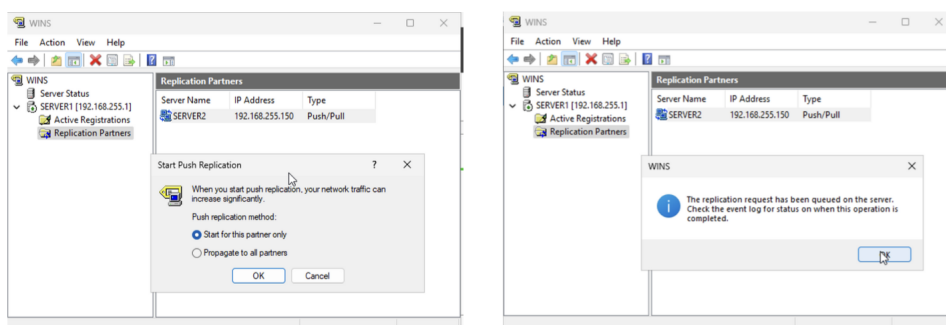 WINS
File Action View Help
WINS
Server Status
SERVER1 [192.168.255.1]
Active Registrations
Replication Partners
Replication Partners
Server Name IP Address Type
SERVER2 192.168.255.150 Push/Pull
Start Push Replication
When you start push replication, your network traffic can
increase significantly.
Push replication method:
Start for this partner only
Propagate to all partners
OK Cancel
WINS
File Action View Help
WINS
Server Status
SERVER1 [192.168.255.1]
Active Registrations
Replication Partners
Replication Partners
Server Name IP Address Type
SERVER2 192.168.255.150 Push/Pull
WINS
The replication request has been queued on the server.
Check the event log for status on when this operation is
completed.
OK